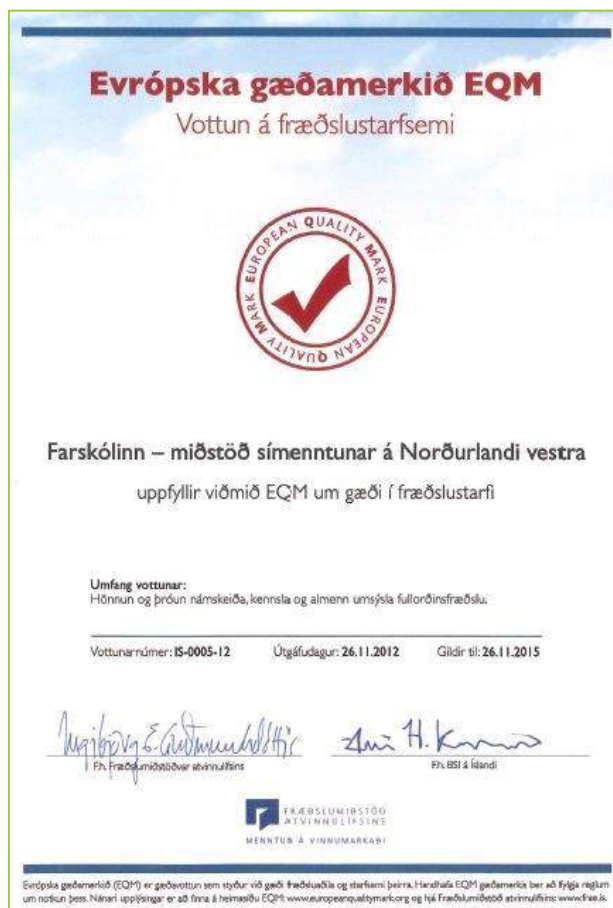 Evrópska gæðamerkið EQM
Vottun á fræðslustarfsemi
EUROPEAN QUALITY MARK EUROPEAN QUALITY MARK
Farskólinn – miðstöð símenntunar á Norðurlandi vestra
uppfyllir viðmið EQM um gæði í fræðslustarfi
Umfang vottunar:
Hönnun og þróun námskeiða, kennsla og almenn umsýsla fullorðinsfræðslu.
Vottunarnúmer: IS-0005-12 Útgáfudagur: 26.11.2012 Gildir til: 26.11.2015
F.h. Fræðslumiðstöðvar atvinnulífsins F.h. BSI á Íslandi
FRÆÐSLUMIÐSTÖÐ
ATVINNULÍFSINS
MENNTUN Á VINNUMARKAÐI
Evrópska gæðamerkið (EQM) er gæðavottun sem styður við gæði fræðsluaðila og starfsemi þeirra. Handhafa EQM gæðamerkis ber að fylgja reglum
um notkun þess. Nánari upplýsingar er að finna á heimasíðu EQM: www.europeanqualitymark.org og hjá Fræðslumiðstöð atvinnulífsins: www.frae.is